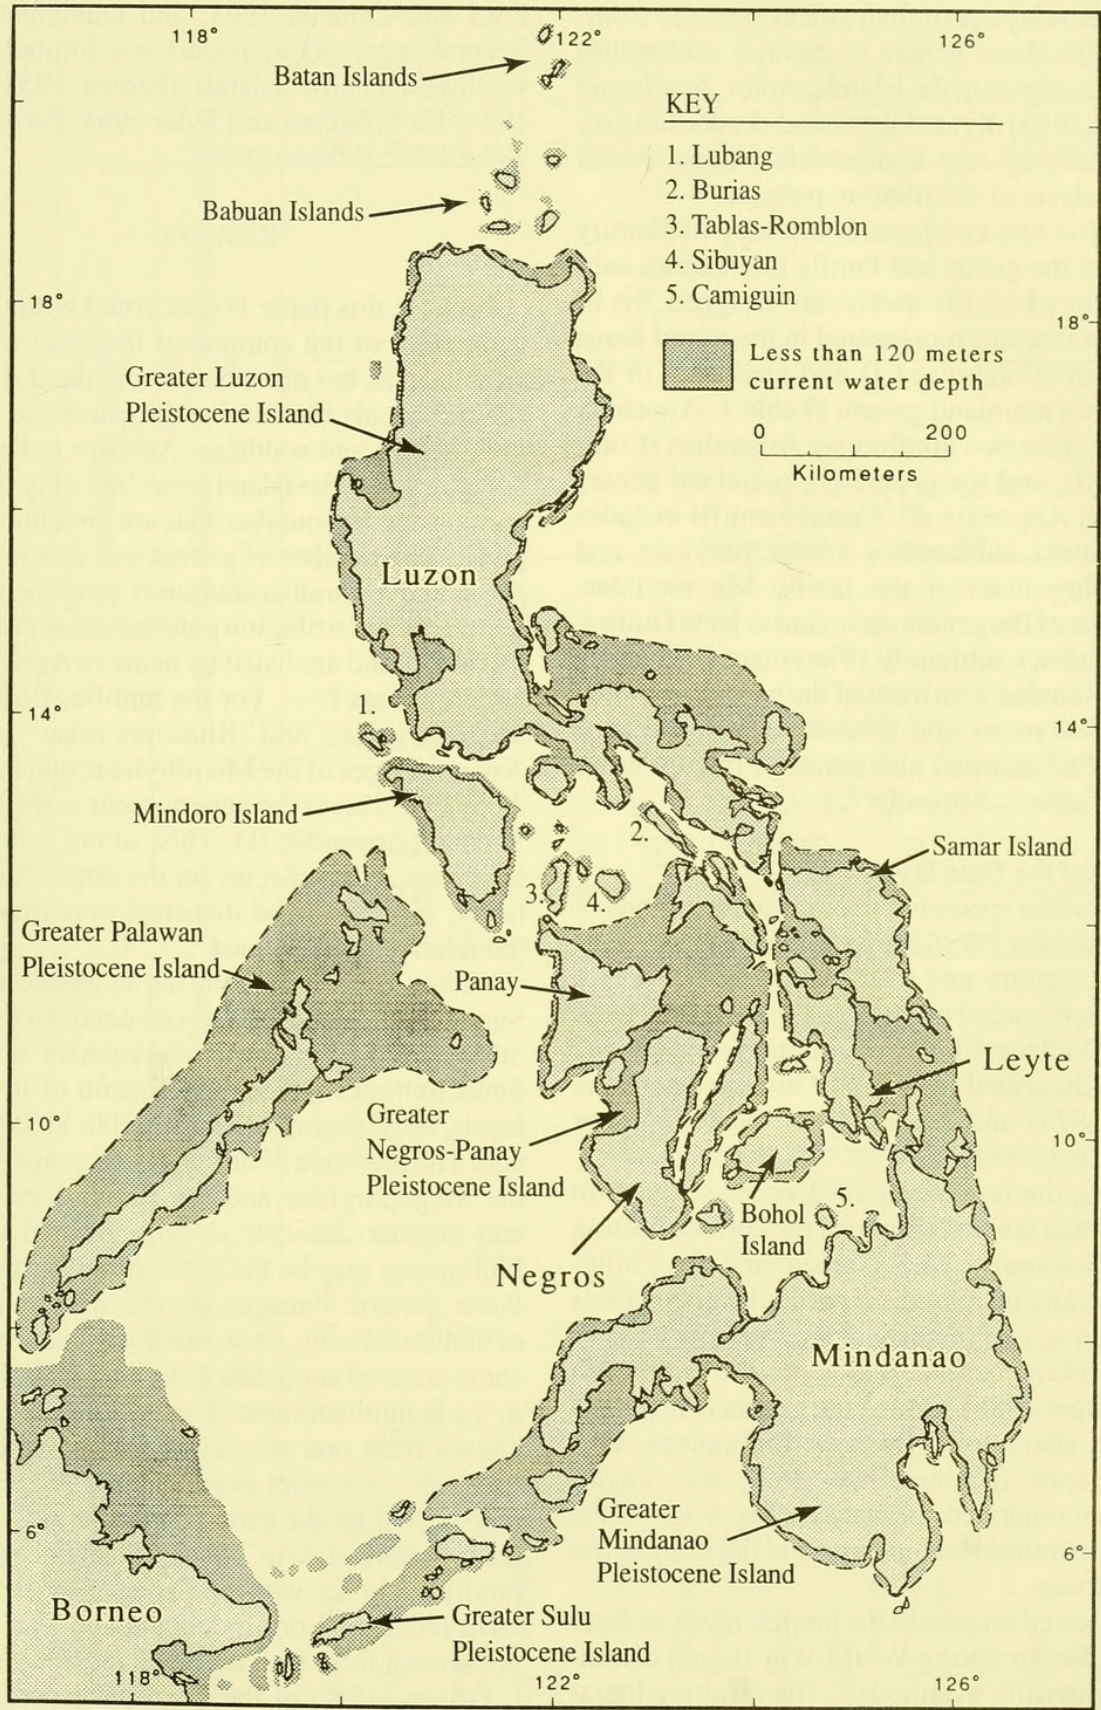 118°
122°
126°
Batan Islands
KEY
1. Lubang
2. Burias
3. Tablas-Romblon
4. Sibuyan
5. Camiguin
Babuan Islands
18°
18°
Less than 120 meters
current water depth
0 200
Kilometers
Greater Luzon
Pleistocene Island
Luzon
14°
1.
14°
Mindoro Island
2.
Samar Island
3.
4.
Greater Palawan
Pleistocene Island
Panay
Leyte
10°
Greater
Negros-Panay
Pleistocene Island
10°
5.
Bohol
Island
Negros
Mindanao
Greater
Mindanao
Pleistocene Island
6°
6°
Borneo
Greater Sulu
Pleistocene Island
118°
122°
126°